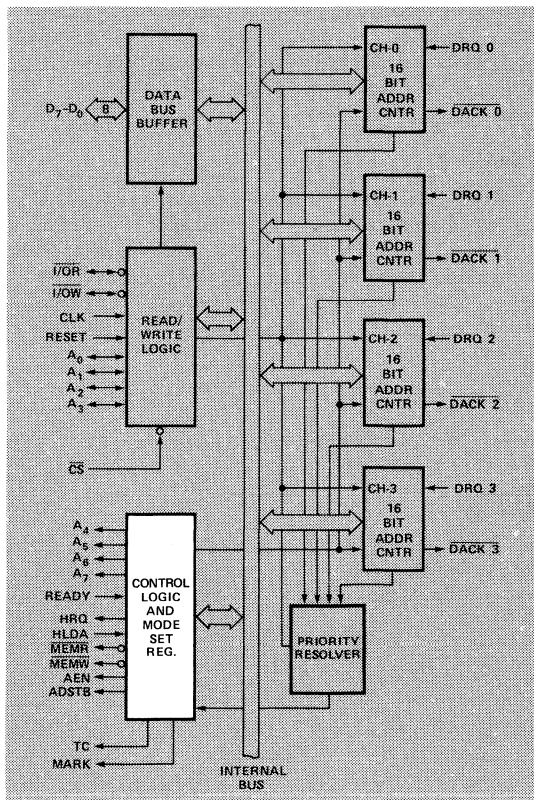 DATA
BUS
BUFFER
D₇-D₀
8
I/OR
I/OW
CLK
RESET
A₀
A₁
A₂
A₃
READ/
WRITE
LOGIC
CS
A₄
A₅
A₆
A₇
READY
HRQ
HLDA
MEMR
MEMW
AEN
ADSTB
CONTROL
LOGIC
AND
MODE
SET
REG.
TC
MARK
INTERNAL
BUS
CH-0
16
BIT
ADDR
CNTR
DRQ 0
DACK 0
CH-1
16
BIT
ADDR
CNTR
DRQ 1
DACK 1
CH-2
16
BIT
ADDR
CNTR
DRQ 2
DACK 2
CH-3
16
BIT
ADDR
CNTR
DRQ 3
DACK 3
PRIORITY
RESOLVER